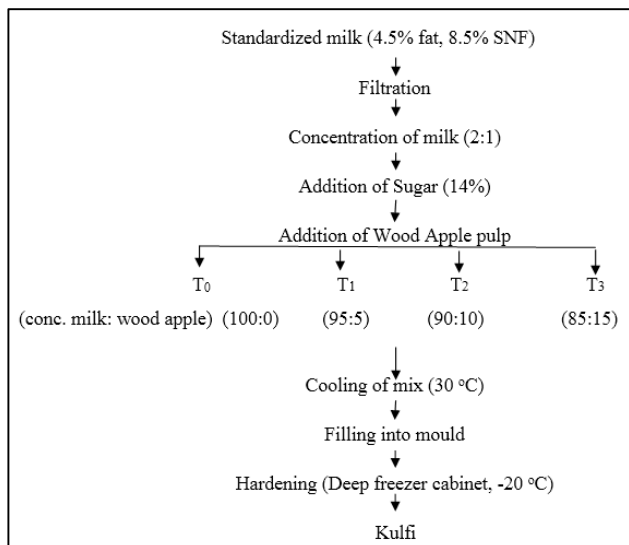 Standardized milk (4.5% fat, 8.5% SNF)
Filtration
Concentration of milk (2:1)
Addition of Sugar (14%)
Addition of Wood Apple pulp
T₀ T₁ T₂ T₃
(conc. milk: wood apple) (100:0) (95:5) (90:10) (85:15)
Cooling of mix (30 ᵒC)
Filling into mould
Hardening (Deep freezer cabinet, -20 ᵒC)
Kulfi